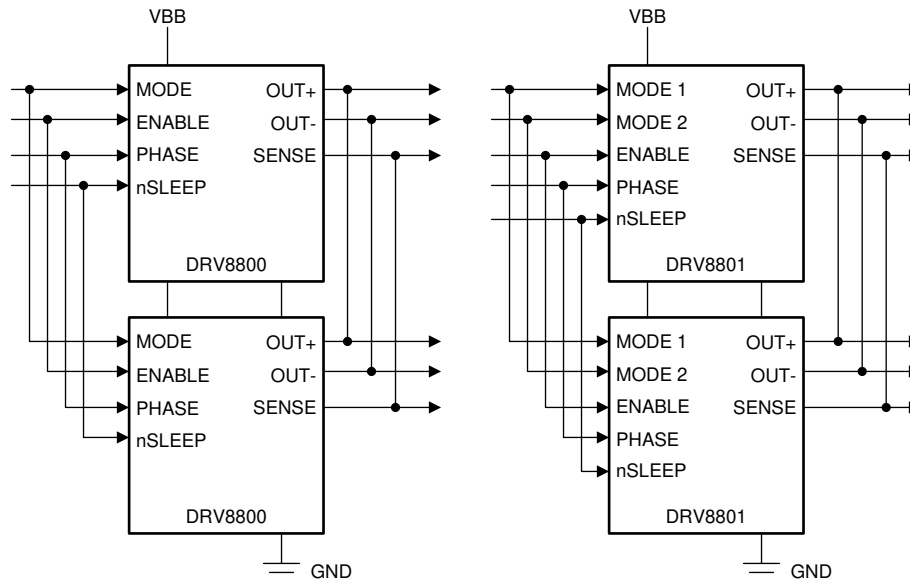 VBB
MODE OUT+
ENABLE OUT-
PHASE SENSE
nSLEEP
DRV8800
MODE OUT+
ENABLE OUT-
PHASE SENSE
nSLEEP
DRV8800
GND
VBB
MODE 1 OUT+
MODE 2 OUT-
ENABLE SENSE
PHASE
nSLEEP
DRV8801
MODE 1 OUT+
MODE 2 OUT-
ENABLE SENSE
PHASE
nSLEEP
DRV8801
GND